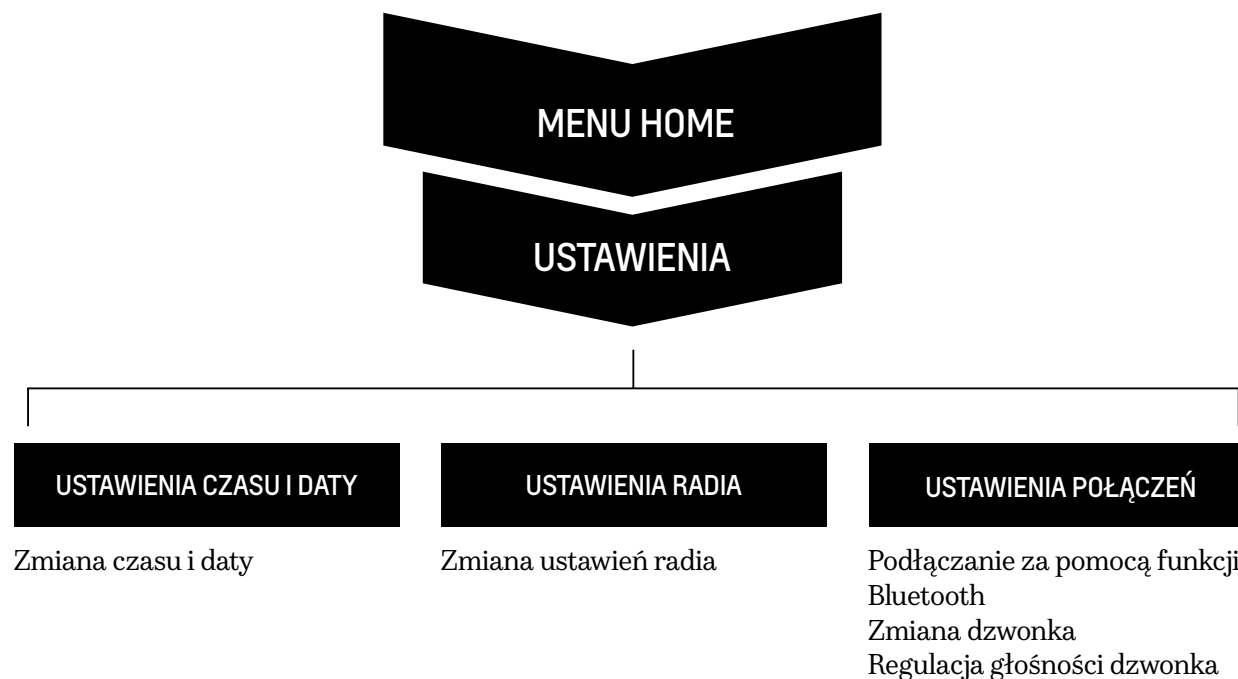 MENU HOME
USTAWIENIA
USTAWIENIA CZASU I DATY
Zmiana czasu i daty
USTAWIENIA RADIA
Zmiana ustawień radia
USTAWIENIA POŁĄCZEŃ
Podłączanie za pomocą funkcji
Bluetooth
Zmiana dzwonka
Regulacja głośności dzwonka